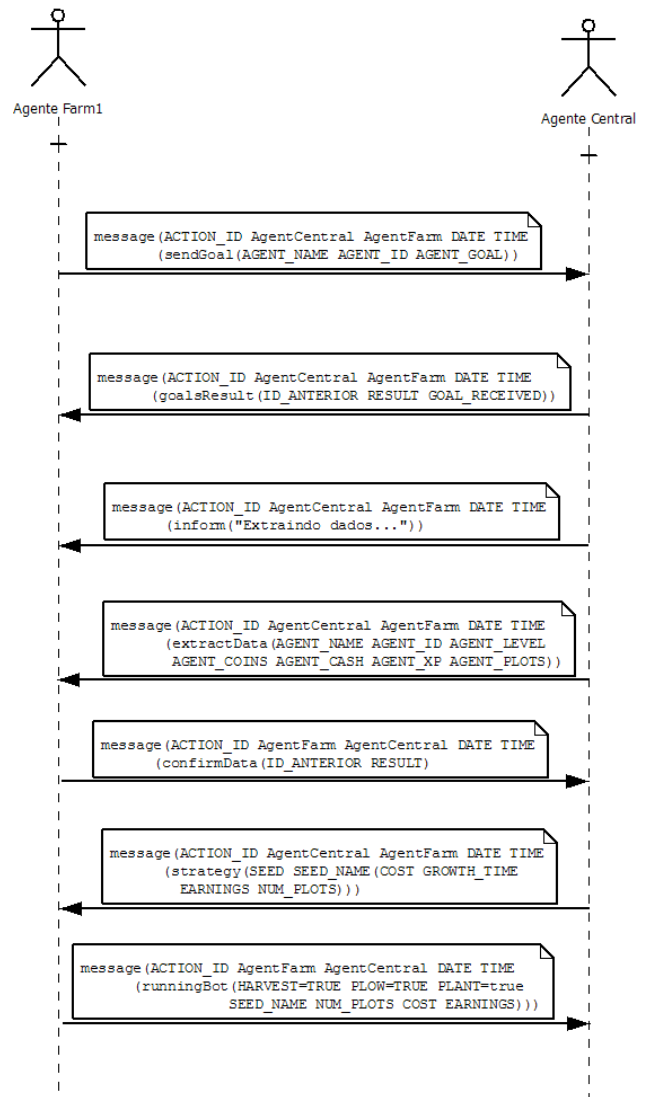 Agente Farm1
Agente Central
message(ACTION_ID AgentCentral AgentFarm DATE TIME
(sendGoal(AGENT_NAME AGENT_ID AGENT_GOAL))
message(ACTION_ID AgentCentral AgentFarm DATE TIME
(goalsResult(ID_ANTERIOR RESULT GOAL_RECEIVED))
message(ACTION_ID AgentCentral AgentFarm DATE TIME
(inform("Extraindo dados..."))
message(ACTION_ID AgentCentral AgentFarm DATE TIME
(extractData(AGENT_NAME AGENT_ID AGENT_LEVEL
AGENT_COINS AGENT_CASH AGENT_XP AGENT_PLOTS))
message(ACTION_ID AgentFarm AgentCentral DATE TIME
(confirmData(ID_ANTERIOR RESULT)
message(ACTION_ID AgentCentral AgentFarm DATE TIME
(strategy(SEED SEED_NAME(COST GROWTH_TIME
EARNINGS NUM_PLOTS)))
message(ACTION_ID AgentFarm AgentCentral DATE TIME
(runningBot(HARVEST=TRUE PLOW=TRUE PLANT=true
SEED_NAME NUM_PLOTS COST EARNINGS)))